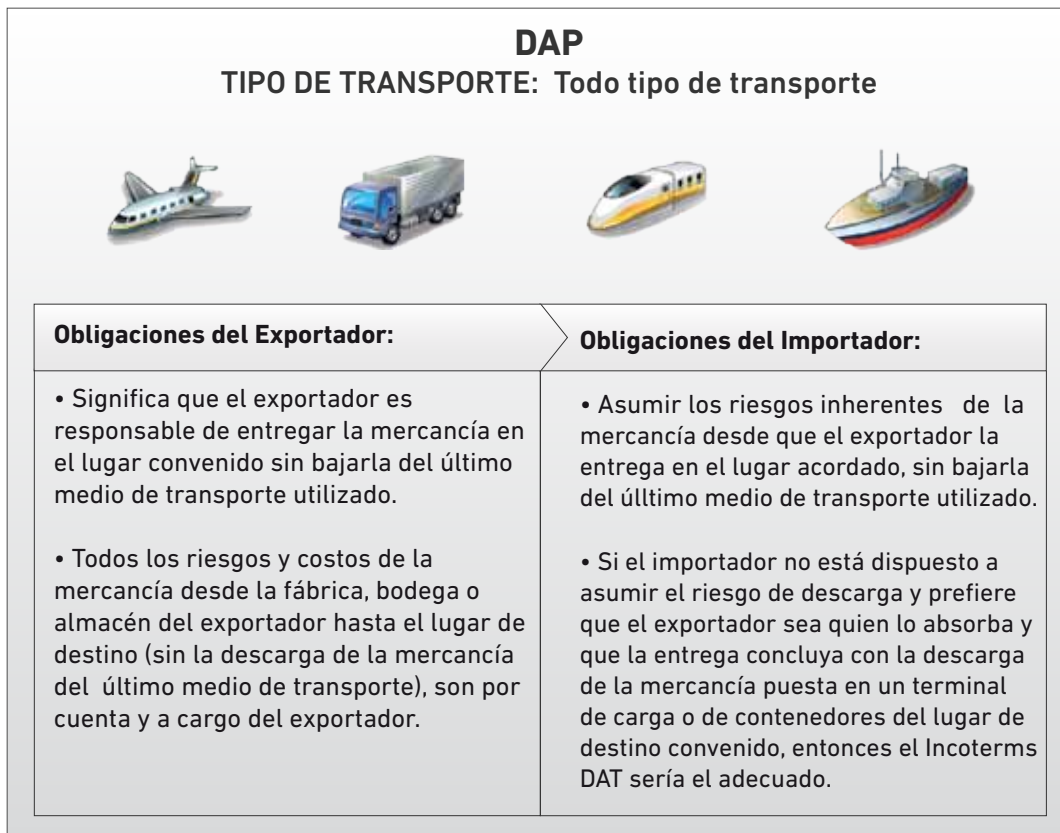 DAP
TIPO DE TRANSPORTE: Todo tipo de transporte
Obligaciones del Exportador:
• Significa que el exportador es
responsable de entregar la mercancía en
el lugar convenido sin bajarla del último
medio de transporte utilizado.
• Todos los riesgos y costos de la
mercancía desde la fábrica, bodega o
almacén del exportador hasta el lugar de
destino (sin la descarga de la mercancía
del último medio de transporte), son por
cuenta y a cargo del exportador.
Obligaciones del Importador:
• Asumir los riesgos inherentes de la
mercancía desde que el exportador la
entrega en el lugar acordado, sin bajarla
del úlltimo medio de transporte utilizado.
• Si el importador no está dispuesto a
asumir el riesgo de descarga y prefiere
que el exportador sea quien lo absorba y
que la entrega concluya con la descarga
de la mercancía puesta en un terminal
de carga o de contenedores del lugar de
destino convenido, entonces el Incoterms
DAT sería el adecuado.